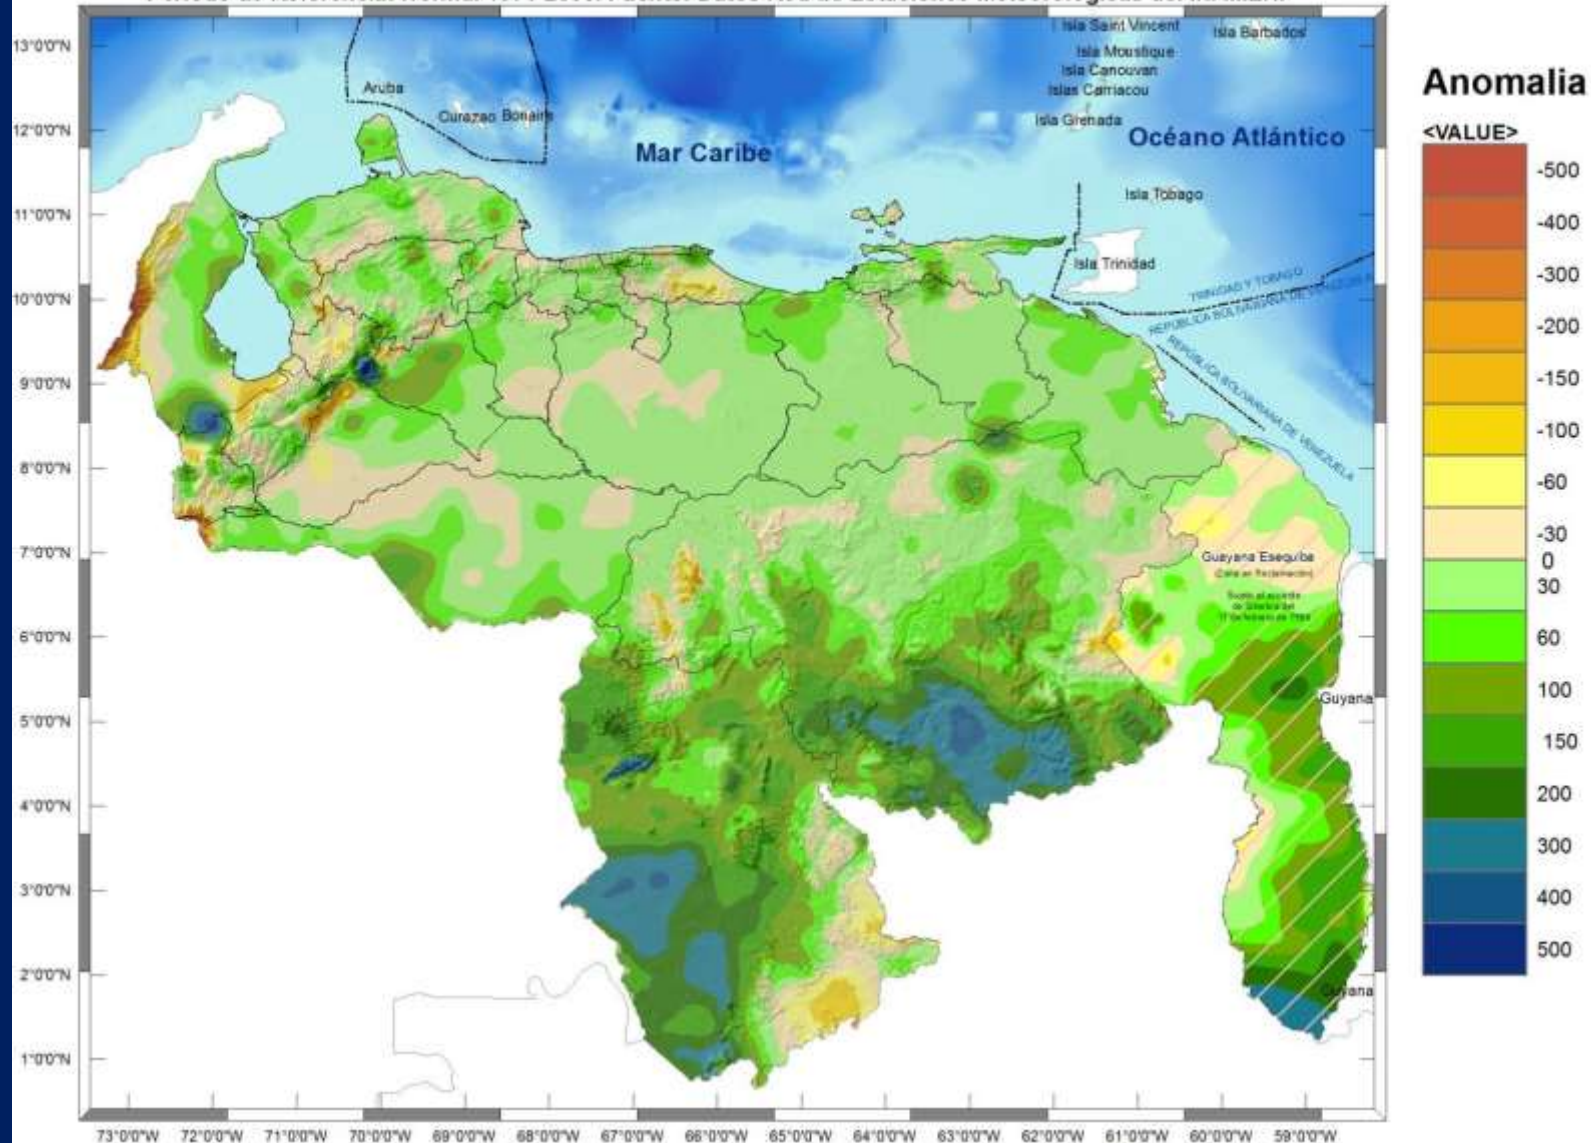 Isla Saint Vincent
Isla Barbados
Isla Moustique
Isla Canouvan
Islas Carriacou
Isla Grenada
Aruba
Curazao Bonaire
Mar Caribe
Océano Atlántico
Isla Tobago
Isla Trinidad
TRINIDAD Y TOBAGO
REPÚBLICA BOLIVARIANA DE VENEZUELA
REPÚBLICA BOLIVARIANA DE VENEZUELA
Guayana Esequiba
(Zona en Reclamación)
Guyana
Guyana
13°0'0"N
12°0'0"N
11°0'0"N
10°0'0"N
9°0'0"N
8°0'0"N
7°0'0"N
6°0'0"N
5°0'0"N
4°0'0"N
3°0'0"N
2°0'0"N
1°0'0"N
73°0'0"W 72°0'0"W 71°0'0"W 70°0'0"W 69°0'0"W 68°0'0"W 67°0'0"W 66°0'0"W 65°0'0"W 64°0'0"W 63°0'0"W 62°0'0"W 61°0'0"W 60°0'0"W 59°0'0"W
Anomalia
<VALUE>
-500
-400
-300
-200
-150
-100
-60
-30
0
30
60
100
150
200
300
400
500